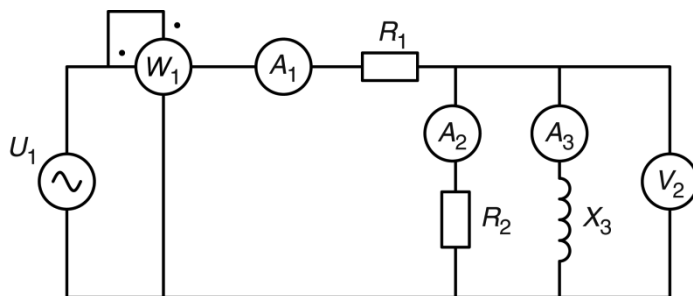 R₁
W₁
A₁
A₂
A₃
U₁
V₂
R₂
X₃